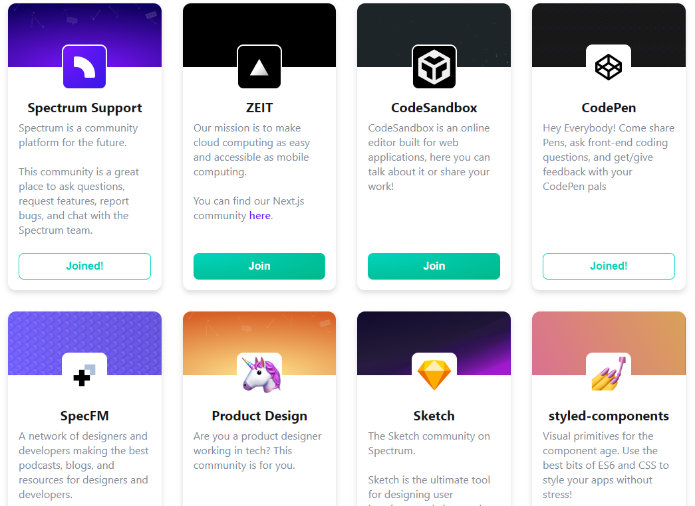 Spectrum Support
Spectrum is a community
platform for the future.
This community is a great
place to ask questions,
request features, report
bugs, and chat with the
Spectrum team.
Joined!
ZEIT
Our mission is to make
cloud computing as easy
and accessible as mobile
computing.
You can find our Next.js
community here.
Join
CodeSandbox
CodeSandbox is an online
editor built for web
applications, here you can
talk about it or share your
work!
Join
CodePen
Hey Everybody! Come share
Pens, ask front-end coding
questions, and get/give
feedback with your
CodePen pals
Joined!
SpecFM
A network of designers and
developers making the best
podcasts, blogs, and
resources for designers and
developers.
Product Design
Are you a product designer
working in tech? This
community is for you.
Sketch
The Sketch community on
Spectrum.
Sketch is the ultimate tool
for designing user
styled-components
Visual primitives for the
component age. Use the
best bits of ES6 and CSS to
style your apps without
stress!